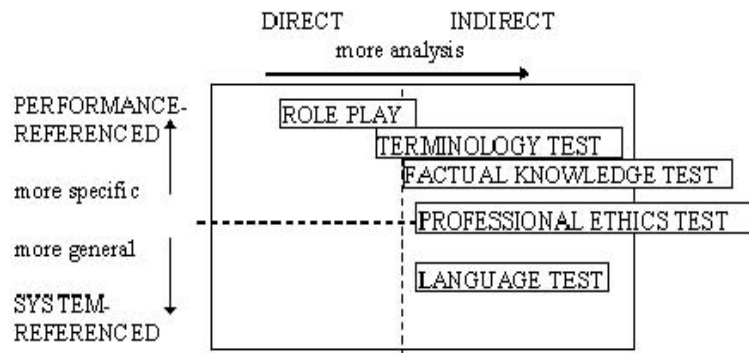 DIRECT INDIRECT
more analysis
PERFORMANCE-
REFERENCED
more specific
more general
SYSTEM-
REFERENCED
ROLE PLAY
TERMINOLOGY TEST
FACTUAL KNOWLEDGE TEST
PROFESSIONAL ETHICS TEST
LANGUAGE TEST